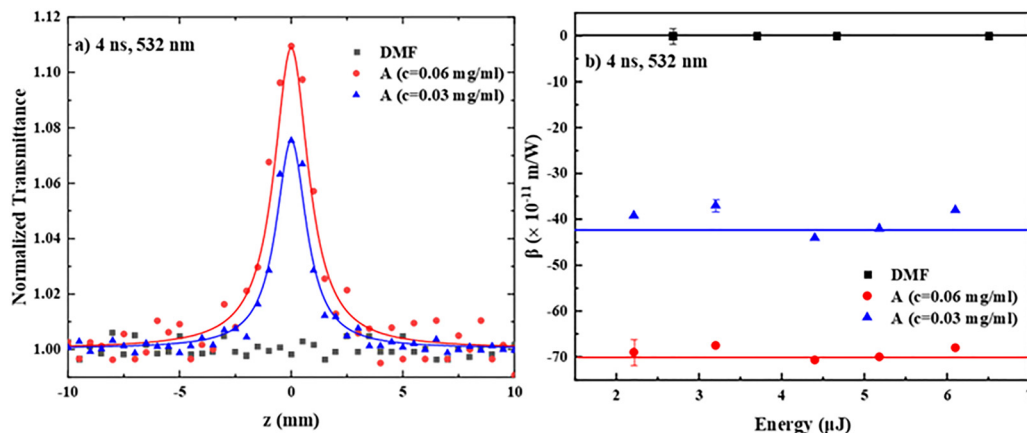 a) 4 ns, 532 nm
DMF
A (c=0.06 mg/ml)
A (c=0.03 mg/ml)
Normalized Transmittance
1.12
1.10
1.08
1.06
1.04
1.02
1.00
-10
-5
0
5
10
z (mm)
b) 4 ns, 532 nm
DMF
A (c=0.06 mg/ml)
A (c=0.03 mg/ml)
β (× 10⁻¹¹ m/W)
0
-10
-20
-30
-40
-50
-60
-70
2
3
4
5
6
7
Energy (μJ)